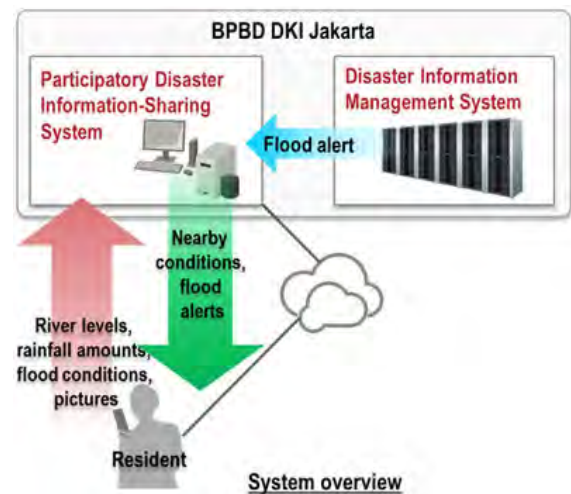 BPBD DKI Jakarta
Participatory Disaster
Information-Sharing
System
Disaster Information
Management System
Flood alert
Nearby
conditions,
flood
alerts
River levels,
rainfall amounts,
flood conditions,
pictures
Resident
System overview